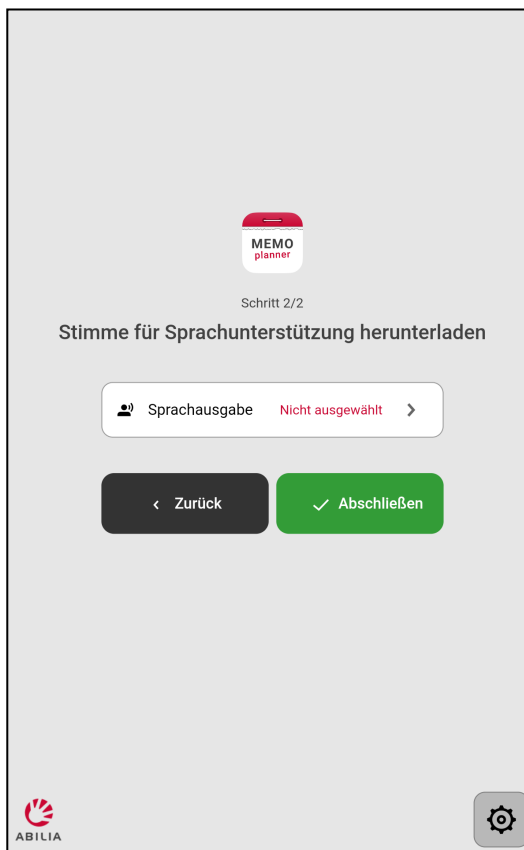 MEMO
planner
Schritt 2/2
Stimme für Sprachunterstützung herunterladen
Sprachausgabe Nicht ausgewählt
Zurück Abschließen
ABILIA